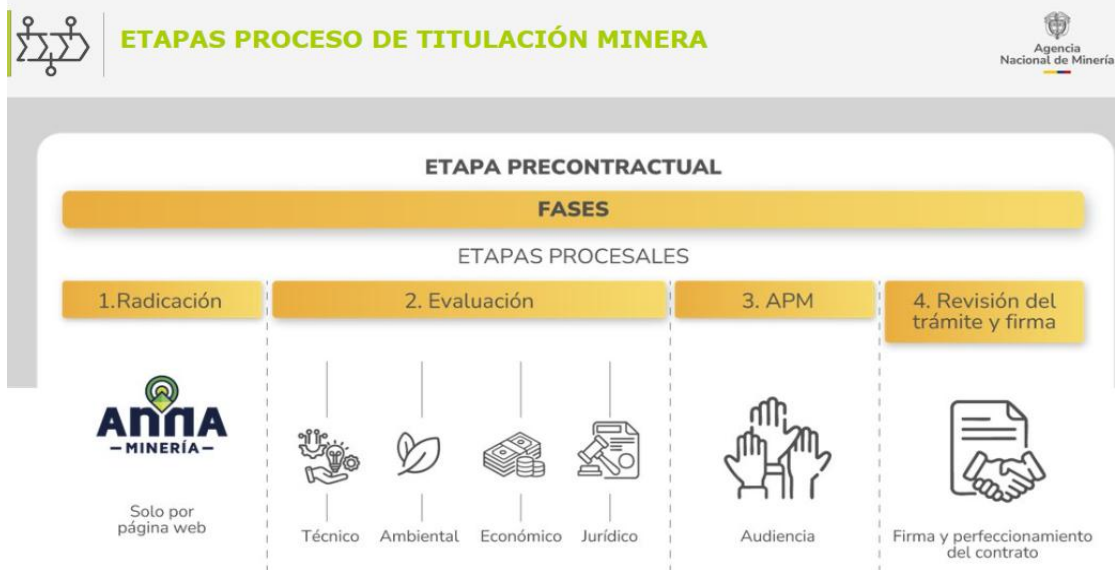 ETAPAS PROCESO DE TITULACIÓN MINERA
Agencia
Nacional de Minería
ETAPA PRECONTRACTUAL
FASES
ETAPAS PROCESALES
1.Radicación
2. Evaluación
3. APM
4. Revisión del
trámite y firma
ANNA
–MINERÍA–
Solo por
página web
Técnico
Ambiental
Económico
Jurídico
Audiencia
Firma y perfeccionamiento
del contrato